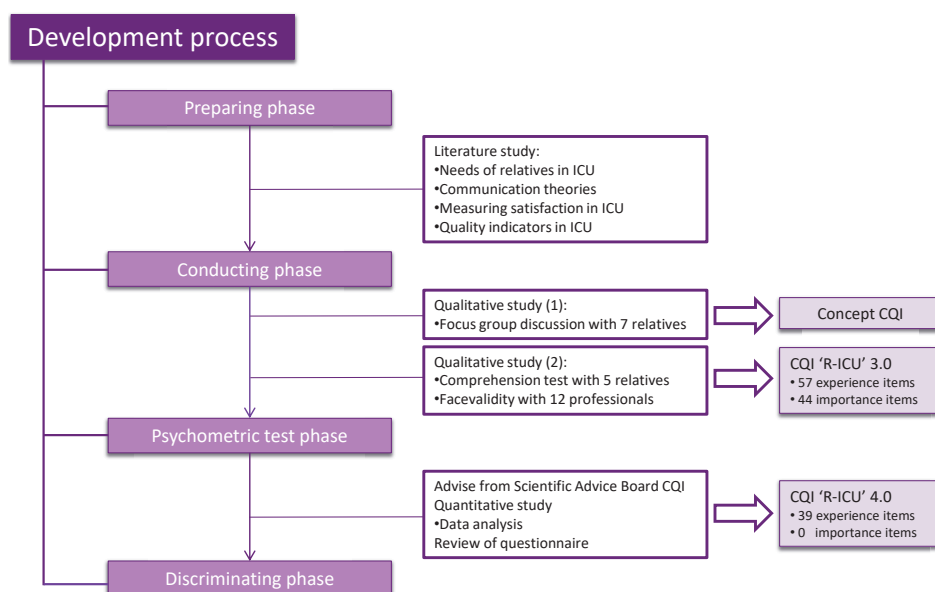 Development process
Preparing phase
Literature study:
•Needs of relatives in ICU
•Communication theories
•Measuring satisfaction in ICU
•Quality indicators in ICU
Conducting phase
Qualitative study (1):
•Focus group discussion with 7 relatives
Concept CQI
Qualitative study (2):
•Comprehension test with 5 relatives
•Facevalidity with 12 professionals
CQI ‘R-ICU’ 3.0
• 57 experience items
• 44 importance items
Psychometric test phase
Advise from Scientific Advice Board CQI
Quantitative study
•Data analysis
Review of questionnaire
CQI ‘R-ICU’ 4.0
• 39 experience items
• 0 importance items
Discriminating phase